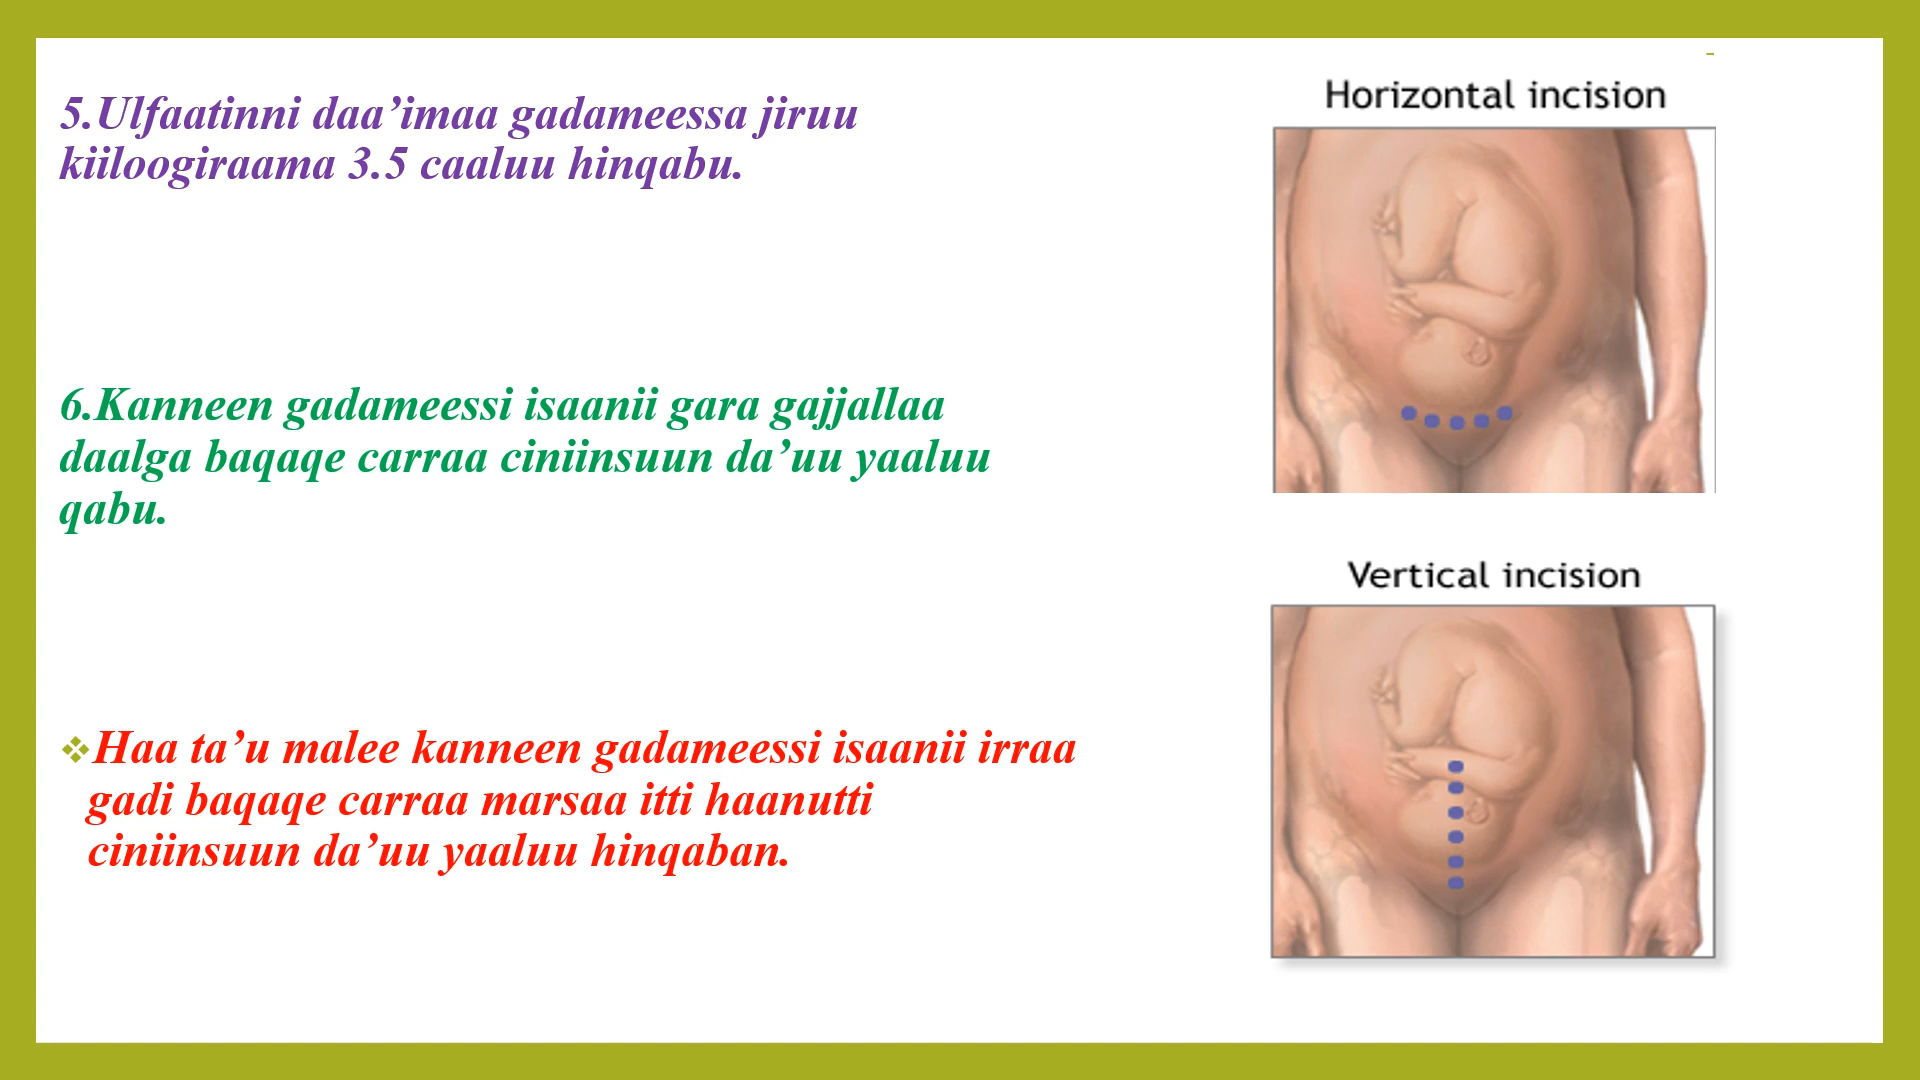 5.Ulfaatinni daa’imaa gadameessa jiruu
kiiloogiraama 3.5 caaluu hinqabu.
6.Kanneen gadameessi isaanii gara gajjallaa
daalga baqaqe carraa ciniinsuun da’uu yaaluu
qabu.
❖Haa ta’u malee kanneen gadameessi isaanii irraa
gadi baqaqe carraa marsaa itti haanutti
ciniinsuun da’uu yaaluu hinqaban.
Horizontal incision
Vertical incision